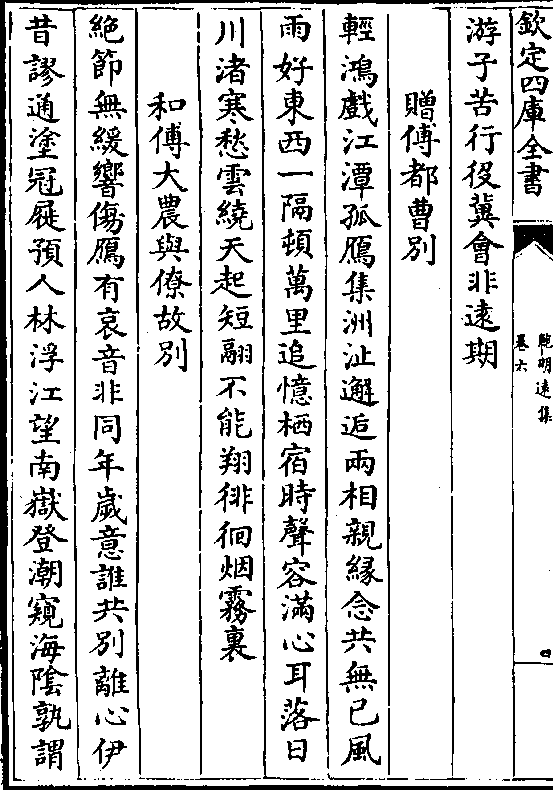 欽定四庫全書
鮑明遠集
卷六
四
游子苦行役冀會非遠期
贈傅都曹別
輕鴻戲江潭孤鴈集洲沚邂逅兩相親緣念共無已風
雨好東西一隔頓萬里追憶栖宿時聲容滿心耳落日
川渚寒愁雲繞天起短翮不能翔徘徊烟霧裏
和傅大農與僚故別
絶節無緩響傷鴈有哀音非同年歲意誰共別離心伊
昔謬通塗冠屣預人林浮江望南嶽登潮窺海陰孰謂